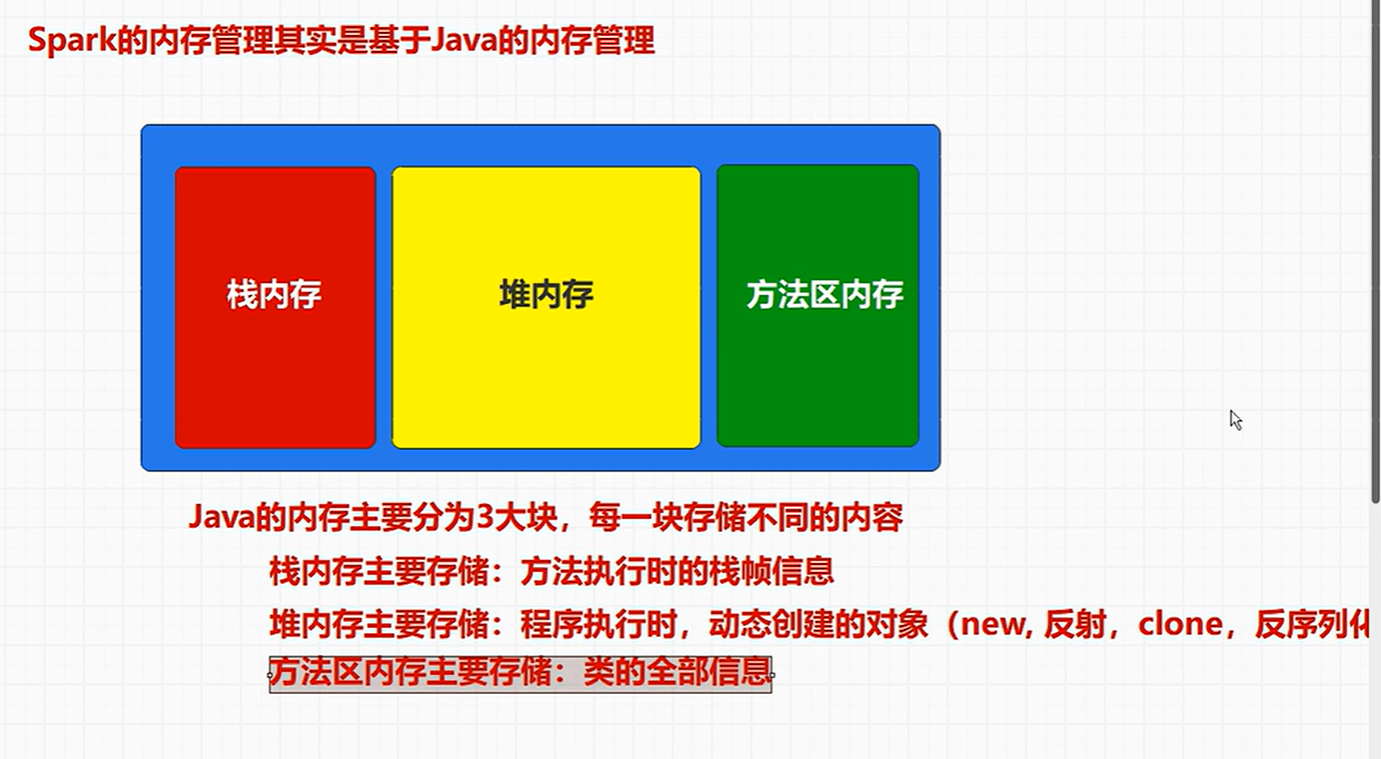 Spark的内存管理其实是基于Java的内存管理
栈内存
堆内存
方法区内存
Java的内存主要分为3大块，每一块存储不同的内容
栈内存主要存储：方法执行时的栈帧信息
堆内存主要存储：程序执行时，动态创建的对象（new, 反射，clone，反序列化
方法区内存主要存储：类的全部信息